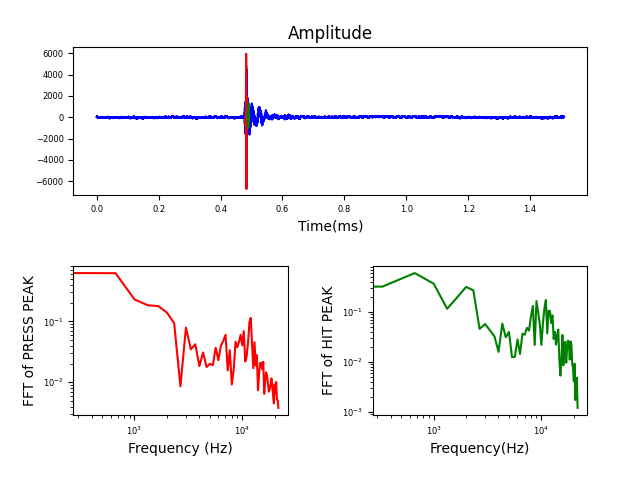 Amplitude
6000
4000
2000
0
−2000
−4000
−6000
0.0 0.2 0.4 0.6 0.8 1.0 1.2 1.4
Time(ms)
FFT of PRESS PEAK
10⁻¹
10⁻²
10³ 10⁴
Frequency (Hz)
FFT of HIT PEAK
10⁻¹
10⁻²
10⁻³
10³ 10⁴
Frequency(Hz)